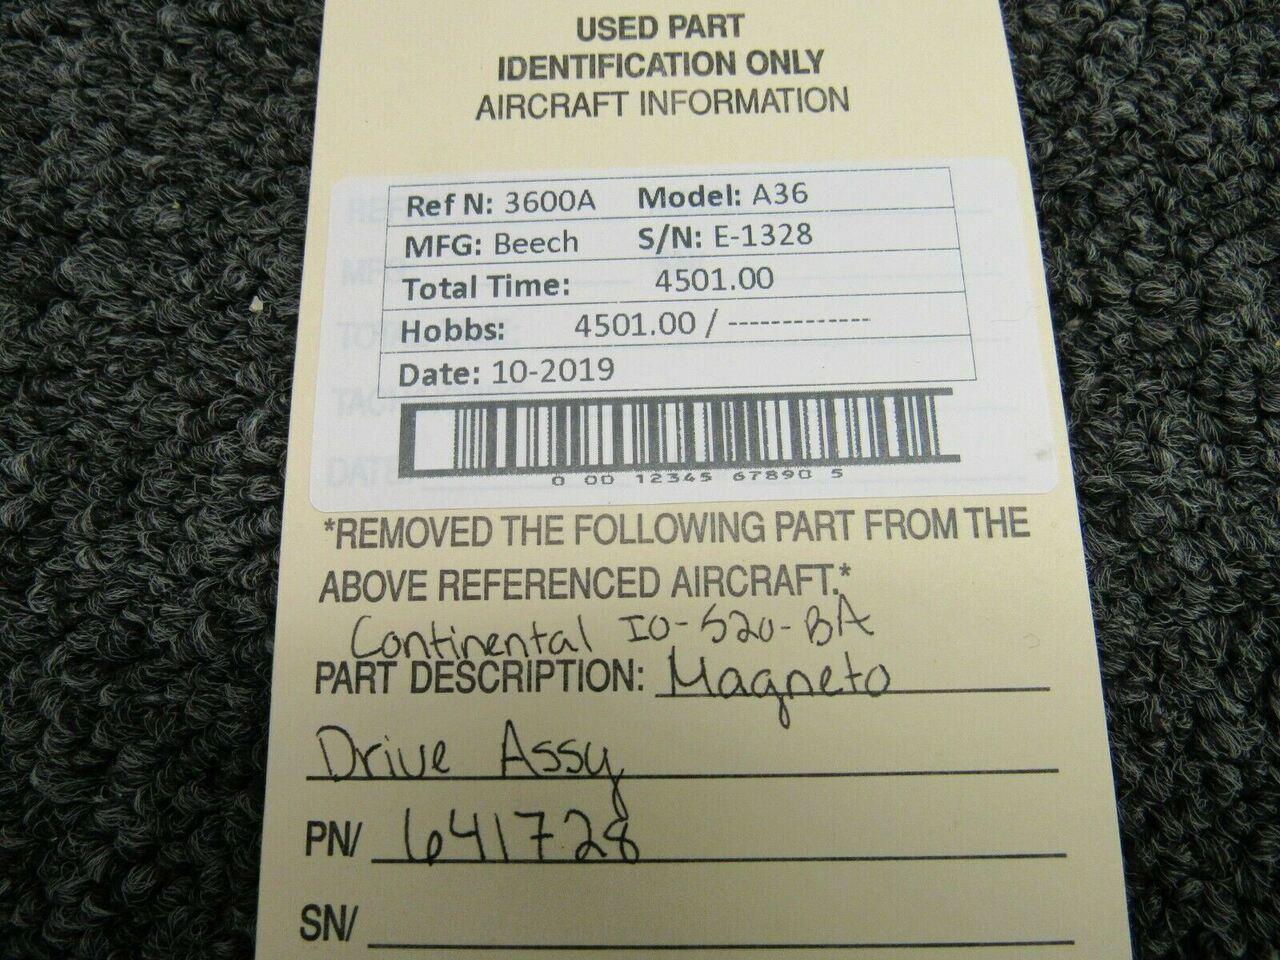 USED PART
IDENTIFICATION ONLY
AIRCRAFT INFORMATION
Ref N: 3600A Model: A36
MFG: Beech S/N: E-1328
Total Time: 4501.00
Hobbs: 4501.00 / -------------
Date: 10-2019
0 00 12345 67890 5
*REMOVED THE FOLLOWING PART FROM THE
ABOVE REFERENCED AIRCRAFT.*
Continental IO-520-BA
PART DESCRIPTION: Magneto
Drive Assy
PN/ 641728
SN/